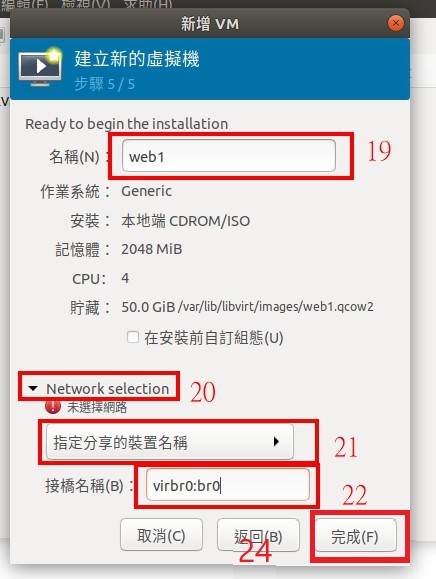 編輯(E) 檢視(V) 求助(H)
新增 VM
建立新的虛擬機
步驟 5 / 5
Ready to begin the installation
名稱(N)： web1 19
作業系統： Generic
安裝： 本地端 CDROM/ISO
記憶體： 2048 MiB
CPU： 4
貯藏： 50.0 GiB /var/lib/libvirt/images/web1.qcow2
在安裝前自訂組態(U)
Network selection 20
未選擇網路
指定分享的裝置名稱 21
接橋名稱(B)： virbr0:br0 22
取消(C) 返回(B) 完成(F)
24